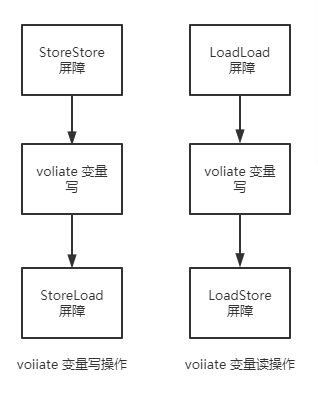 StoreStore
屏障
voliate 变量
写
StoreLoad
屏障
voiiate 变量写操作
LoadLoad
屏障
voliate 变量
写
LoadStore
屏障
voiiate 变量读操作